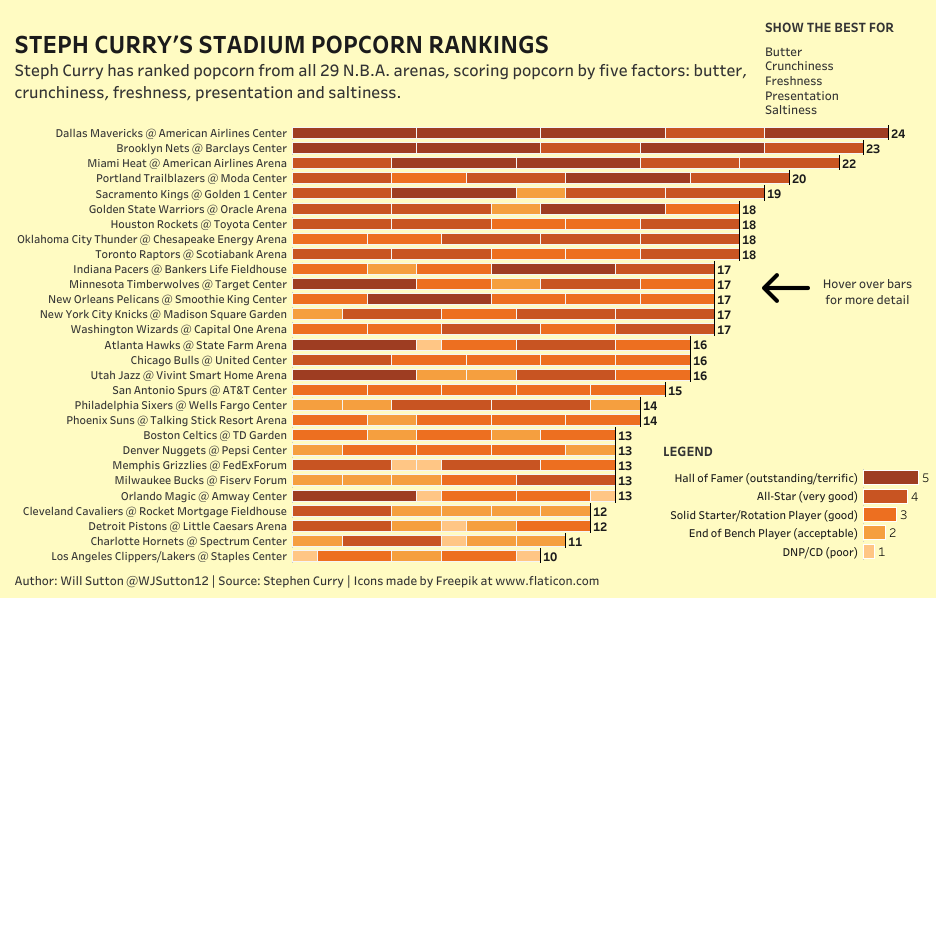 STEPH CURRY'S STADIUM POPCORN RANKINGS
Steph Curry has ranked popcorn from all 29 N.B.A. arenas, scoring popcorn by five factors: butter,
crunchiness, freshness, presentation and saltiness.
SHOW THE BEST FOR
Butter
Crunchiness
Freshness
Presentation
Saltiness
Dallas Mavericks @ American Airlines Center 24
Brooklyn Nets @ Barclays Center 23
Miami Heat @ American Airlines Arena 22
Portland Trailblazers @ Moda Center 20
Sacramento Kings @ Golden 1 Center 19
Golden State Warriors @ Oracle Arena 18
Houston Rockets @ Toyota Center 18
Oklahoma City Thunder @ Chesapeake Energy Arena 18
Toronto Raptors @ Scotiabank Arena 18
Indiana Pacers @ Bankers Life Fieldhouse 17
Minnesota Timberwolves @ Target Center 17
New Orleans Pelicans @ Smoothie King Center 17
New York City Knicks @ Madison Square Garden 17
Washington Wizards @ Capital One Arena 17
Atlanta Hawks @ State Farm Arena 16
Chicago Bulls @ United Center 16
Utah Jazz @ Vivint Smart Home Arena 16
San Antonio Spurs @ AT&T Center 15
Philadelphia Sixers @ Wells Fargo Center 14
Phoenix Suns @ Talking Stick Resort Arena 14
Boston Celtics @ TD Garden 13
Denver Nuggets @ Pepsi Center 13
Memphis Grizzlies @ FedExForum 13
Milwaukee Bucks @ Fiserv Forum 13
Orlando Magic @ Amway Center 13
Cleveland Cavaliers @ Rocket Mortgage Fieldhouse 12
Detroit Pistons @ Little Caesars Arena 12
Charlotte Hornets @ Spectrum Center 11
Los Angeles Clippers/Lakers @ Staples Center 10
Hover over bars
for more detail
LEGEND
Hall of Famer (outstanding/terrific) 5
All-Star (very good) 4
Solid Starter/Rotation Player (good) 3
End of Bench Player (acceptable) 2
DNP/CD (poor) 1
Author: Will Sutton @WJSutton12 | Source: Stephen Curry | Icons made by Freepik at www.flaticon.com